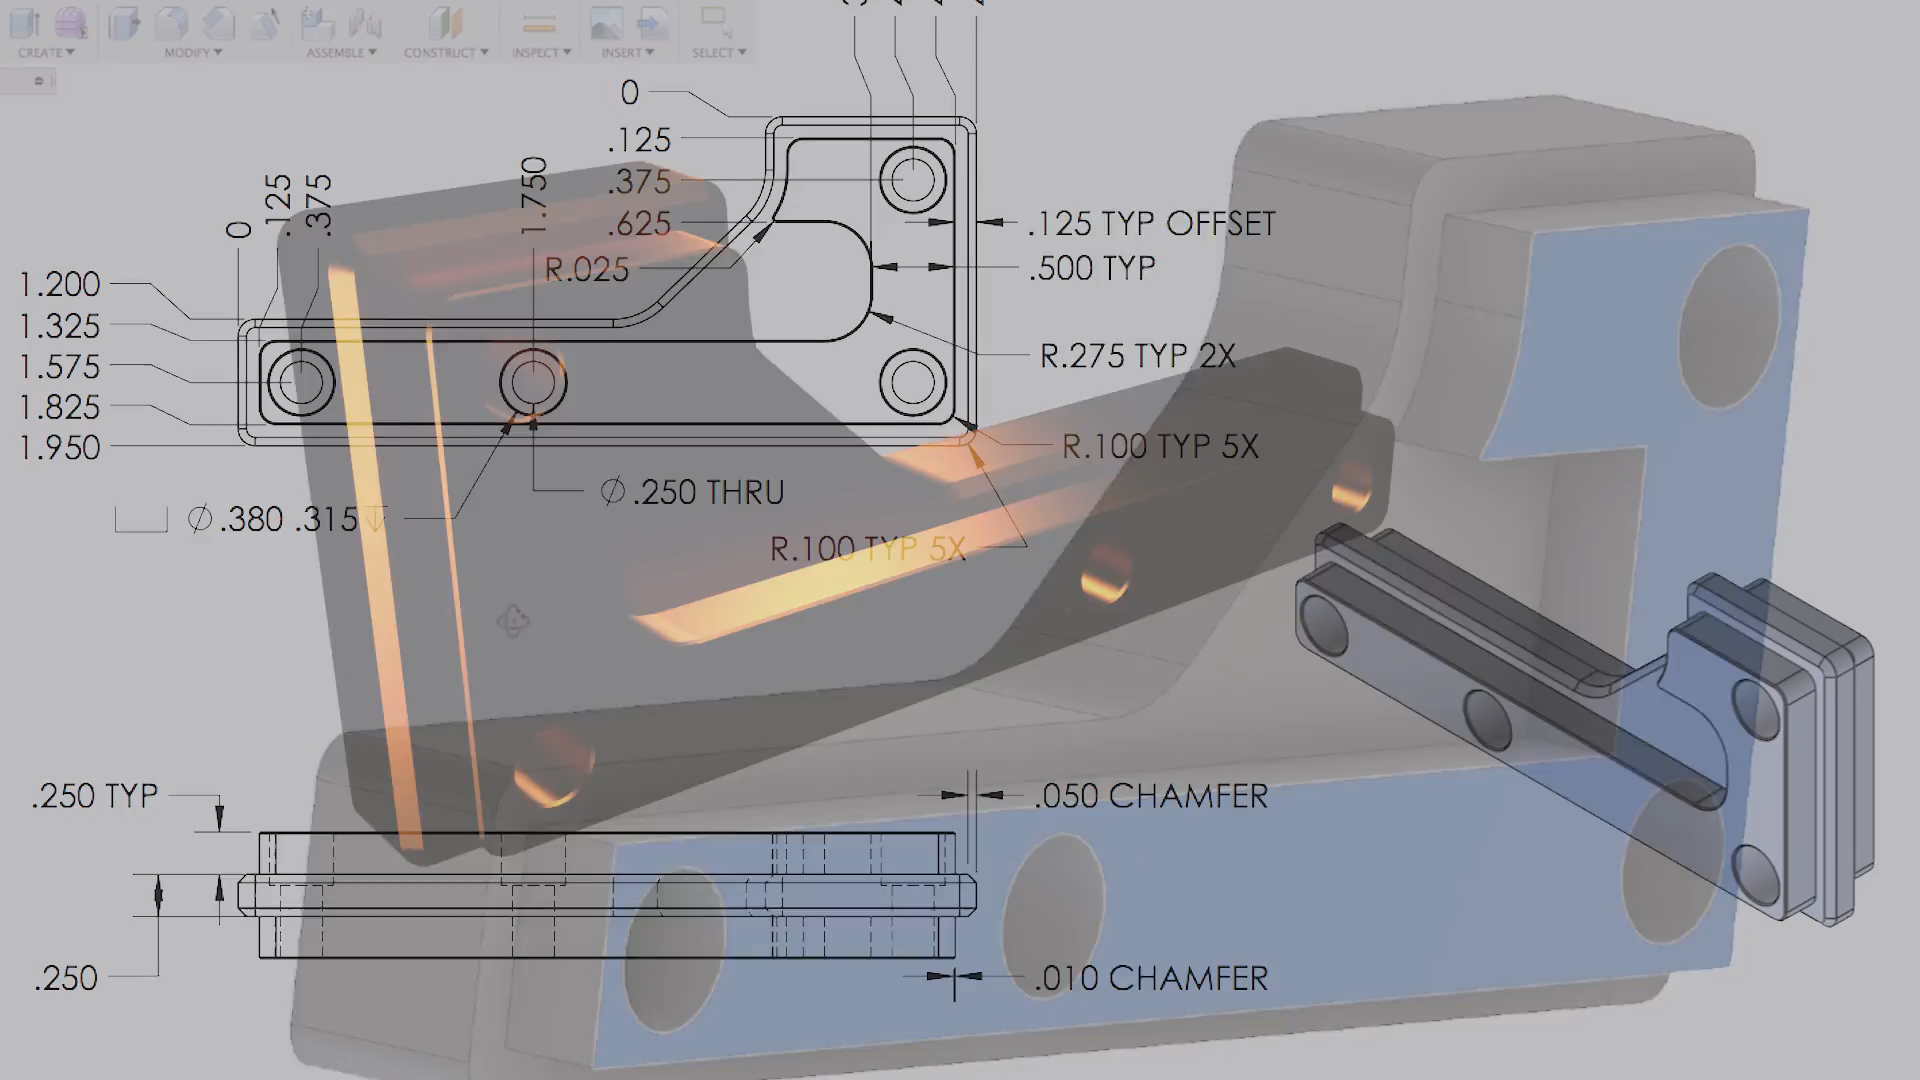 CREATE MODIFY ASSEMBLE CONSTRUCT INSPECT INSERT SELECT
0
.125
.375
.625
R.025
0
.125
.375
1.750
.125 TYP OFFSET
.500 TYP
R.275 TYP 2X
R.100 TYP 5X
1.200
1.325
1.575
1.825
1.950
∅.250 THRU
⌴ ∅.380 .315 ↧
R.100 TYP 5X
.250 TYP
.050 CHAMFER
.250
.010 CHAMFER